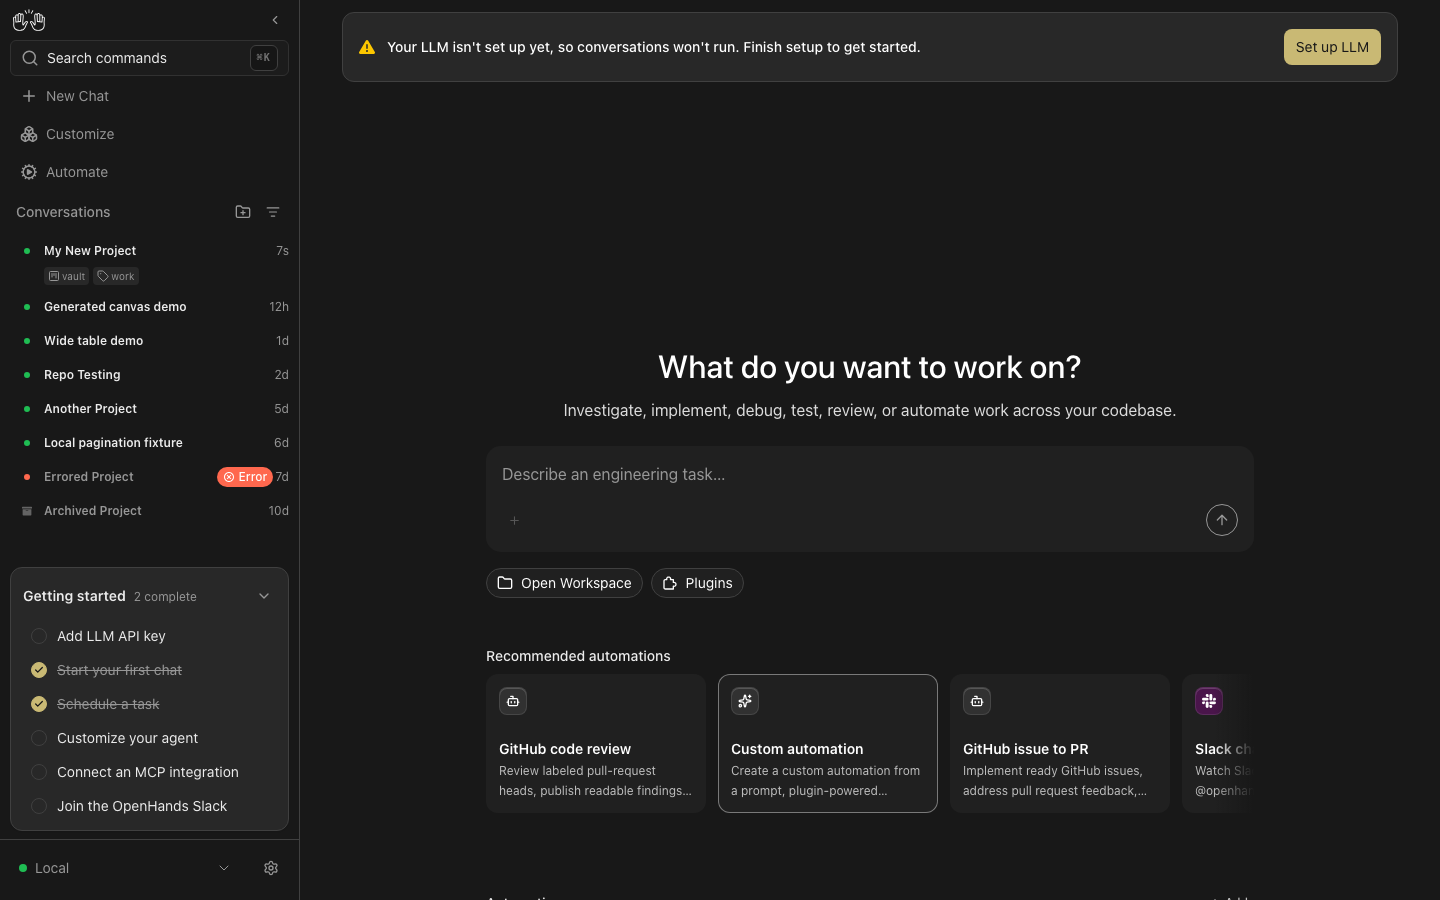 Search commands
⌘K
New Chat
Customize
Automate
Conversations
My New Project
7s
vault
work
Generated canvas demo
12h
Wide table demo
1d
Repo Testing
2d
Another Project
5d
Local pagination fixture
6d
Errored Project
Error
7d
Archived Project
10d
Getting started
2 complete
Add LLM API key
Start your first chat
Schedule a task
Customize your agent
Connect an MCP integration
Join the OpenHands Slack
Local
Your LLM isn't set up yet, so conversations won't run. Finish setup to get started.
Set up LLM
What do you want to work on?
Investigate, implement, debug, test, review, or automate work across your codebase.
Describe an engineering task...
Open Workspace
Plugins
Recommended automations
GitHub code review
Review labeled pull-request
heads, publish readable findings...
Custom automation
Create a custom automation from
a prompt, plugin-powered...
GitHub issue to PR
Implement ready GitHub issues,
address pull request feedback,...
Slack
Watch